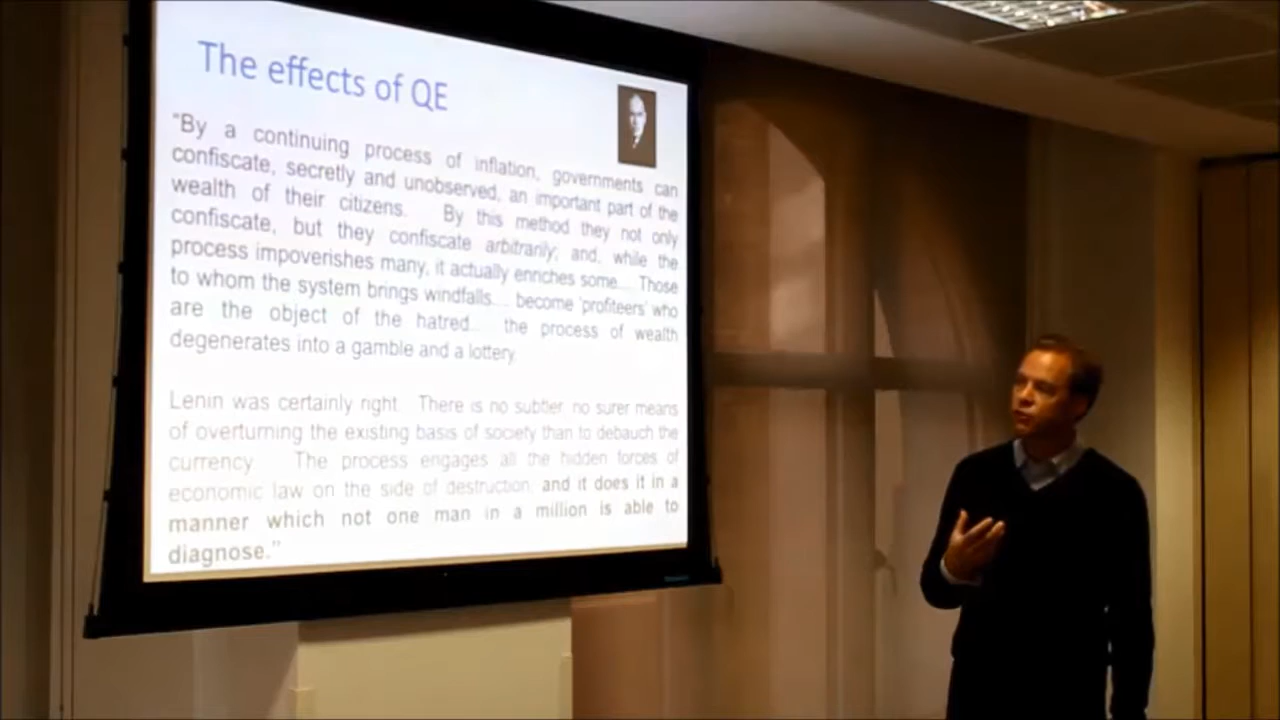 The effects of QE
"By a continuing process of inflation, governments can
confiscate, secretly and unobserved, an important part of the
wealth of their citizens. By this method they not only
confiscate, but they confiscate arbitrarily; and, while the
process impoverishes many, it actually enriches some... Those
to whom the system brings windfalls... become 'profiteers' who
are the object of the hatred... the process of wealth
degenerates into a gamble and a lottery.
Lenin was certainly right. There is no subtler, no surer means
of overturning the existing basis of society than to debauch the
currency. The process engages all the hidden forces of
economic law on the side of destruction, and it does it in a
manner which not one man in a million is able to
diagnose."